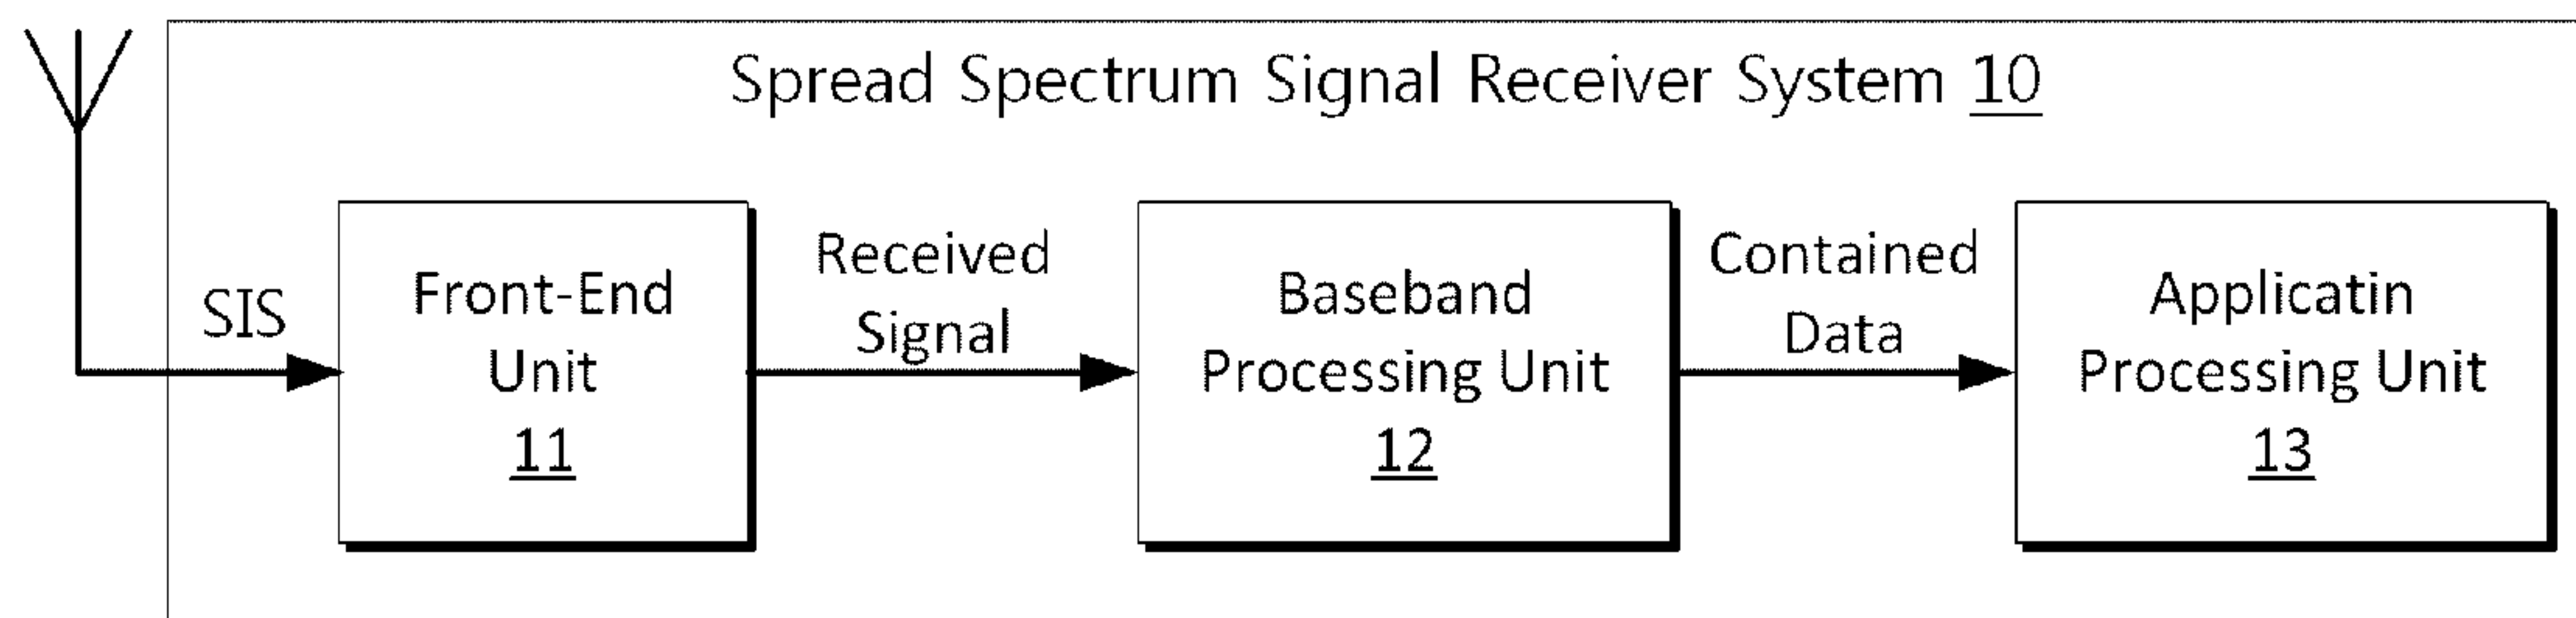 Spread Spectrum Signal Receiver System 10
SIS
Front-End
Unit
11
Received
Signal
Baseband
Processing Unit
12
Contained
Data
Applicatin
Processing Unit
13